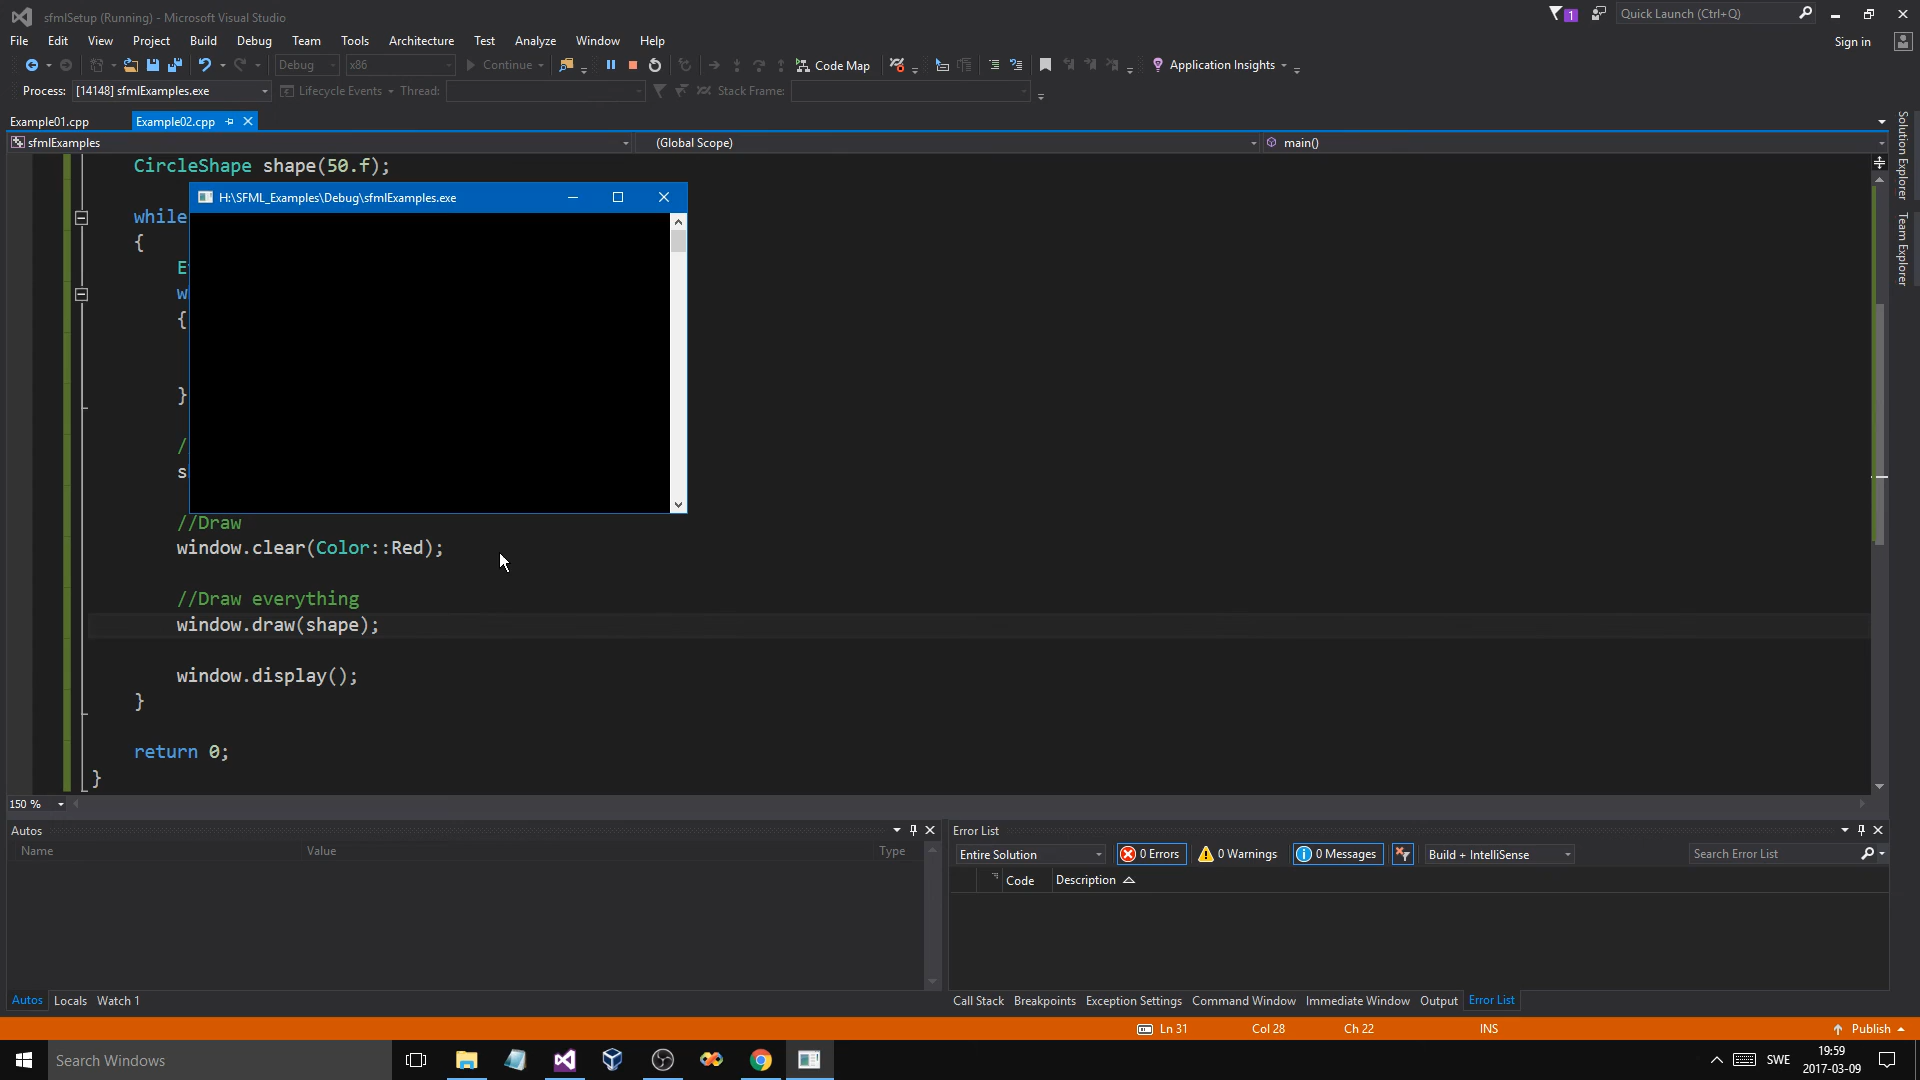 sfmlSetup (Running) - Microsoft Visual Studio
1
Quick Launch (Ctrl+Q)
File Edit View Project Build Debug Team Tools Architecture Test Analyze Window Help
Sign in
Debug x86 Continue Code Map Application Insights
Process: [14148] sfmlExamples.exe Lifecycle Events Thread: Stack Frame:
Example01.cpp Example02.cpp
sfmlExamples (Global Scope) main()
Solution Explorer
Team Explorer
CircleShape shape(50.f);
H:\SFML_Examples\Debug\sfmlExamples.exe
while
{
E
w
{
}
/
s
//Draw
window.clear(Color::Red);
//Draw everything
window.draw(shape);
window.display();
}
return 0;
}
150 %
Autos
Name Value Type
Error List
Entire Solution 0 Errors 0 Warnings 0 Messages Build + IntelliSense Search Error List
Code Description
Autos Locals Watch 1
Call Stack Breakpoints Exception Settings Command Window Immediate Window Output Error List
Ln 31 Col 28 Ch 22 INS Publish
Search Windows
SWE
19:59
2017-03-09